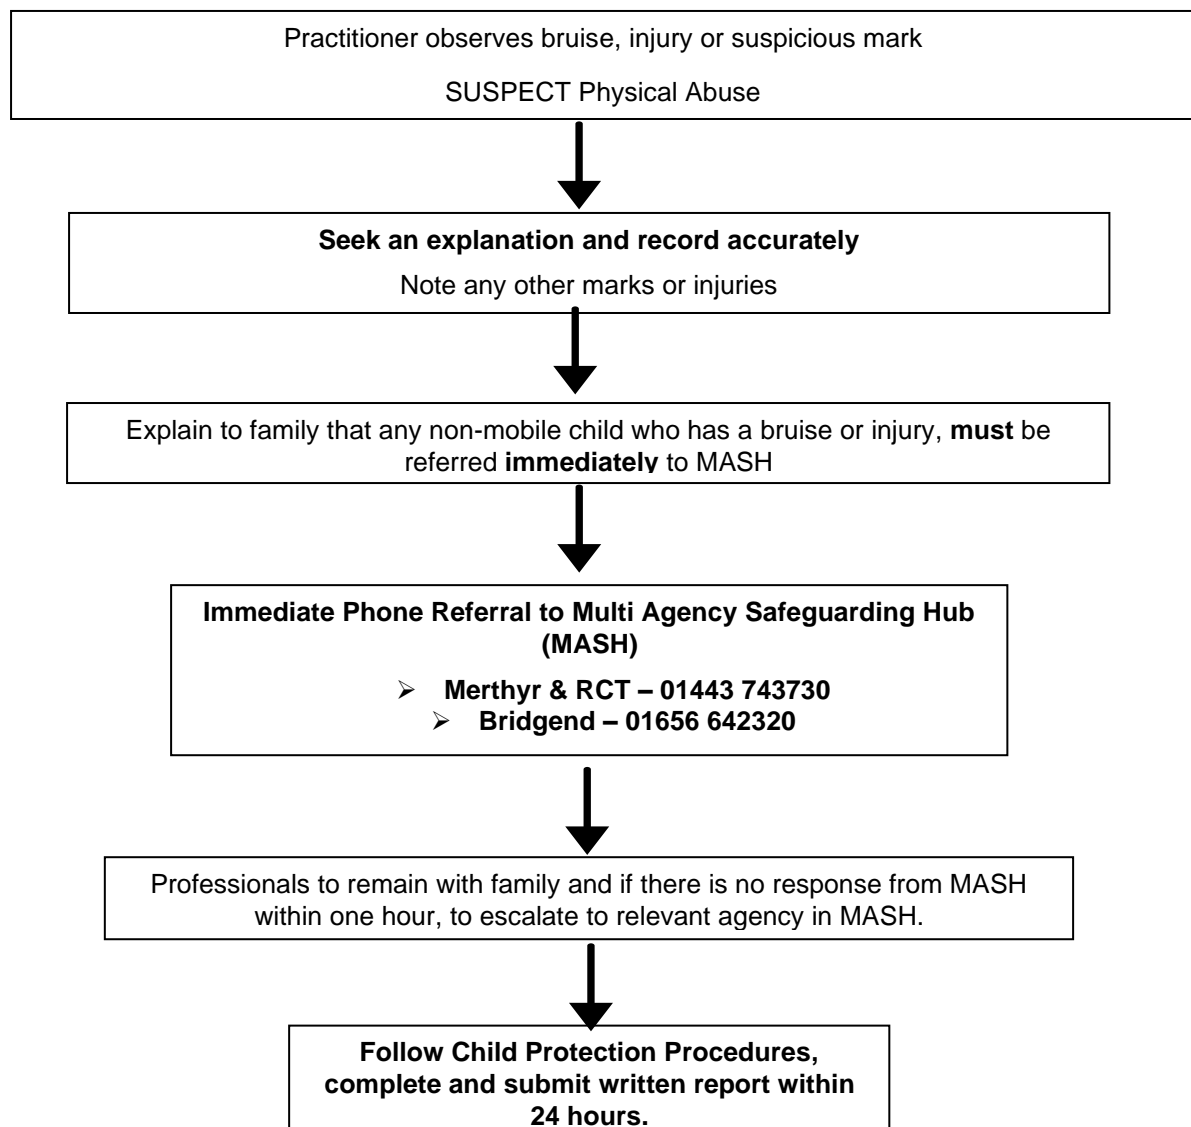 Practitioner observes bruise, injury or suspicious mark
SUSPECT Physical Abuse
Seek an explanation and record accurately
Note any other marks or injuries
Explain to family that any non-mobile child who has a bruise or injury, must be
referred immediately to MASH
Immediate Phone Referral to Multi Agency Safeguarding Hub
(MASH)
➢ Merthyr & RCT – 01443 743730
➢ Bridgend – 01656 642320
Professionals to remain with family and if there is no response from MASH
within one hour, to escalate to relevant agency in MASH.
Follow Child Protection Procedures,
complete and submit written report within
24 hours.